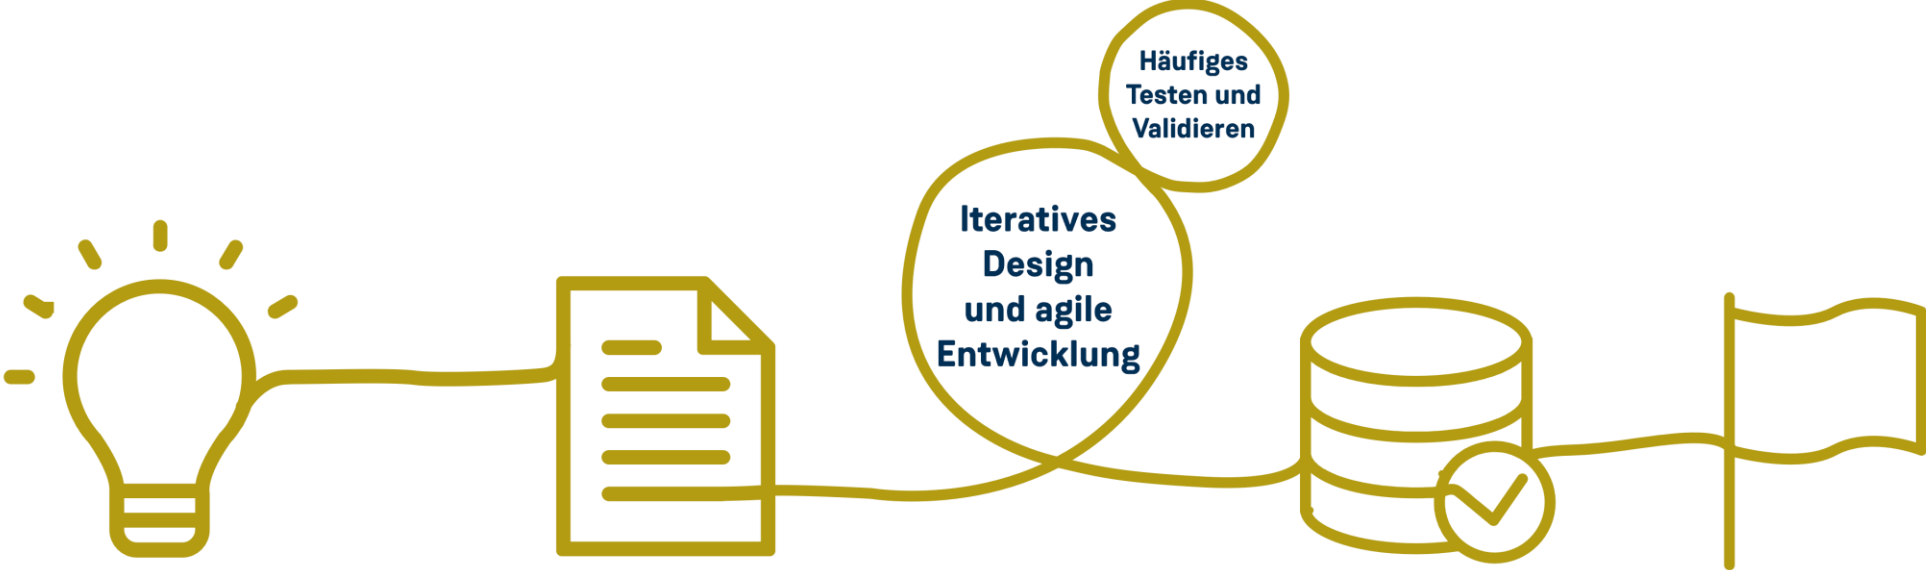 Häufiges
Testen und
Validieren
Iteratives
Design
und agile
Entwicklung